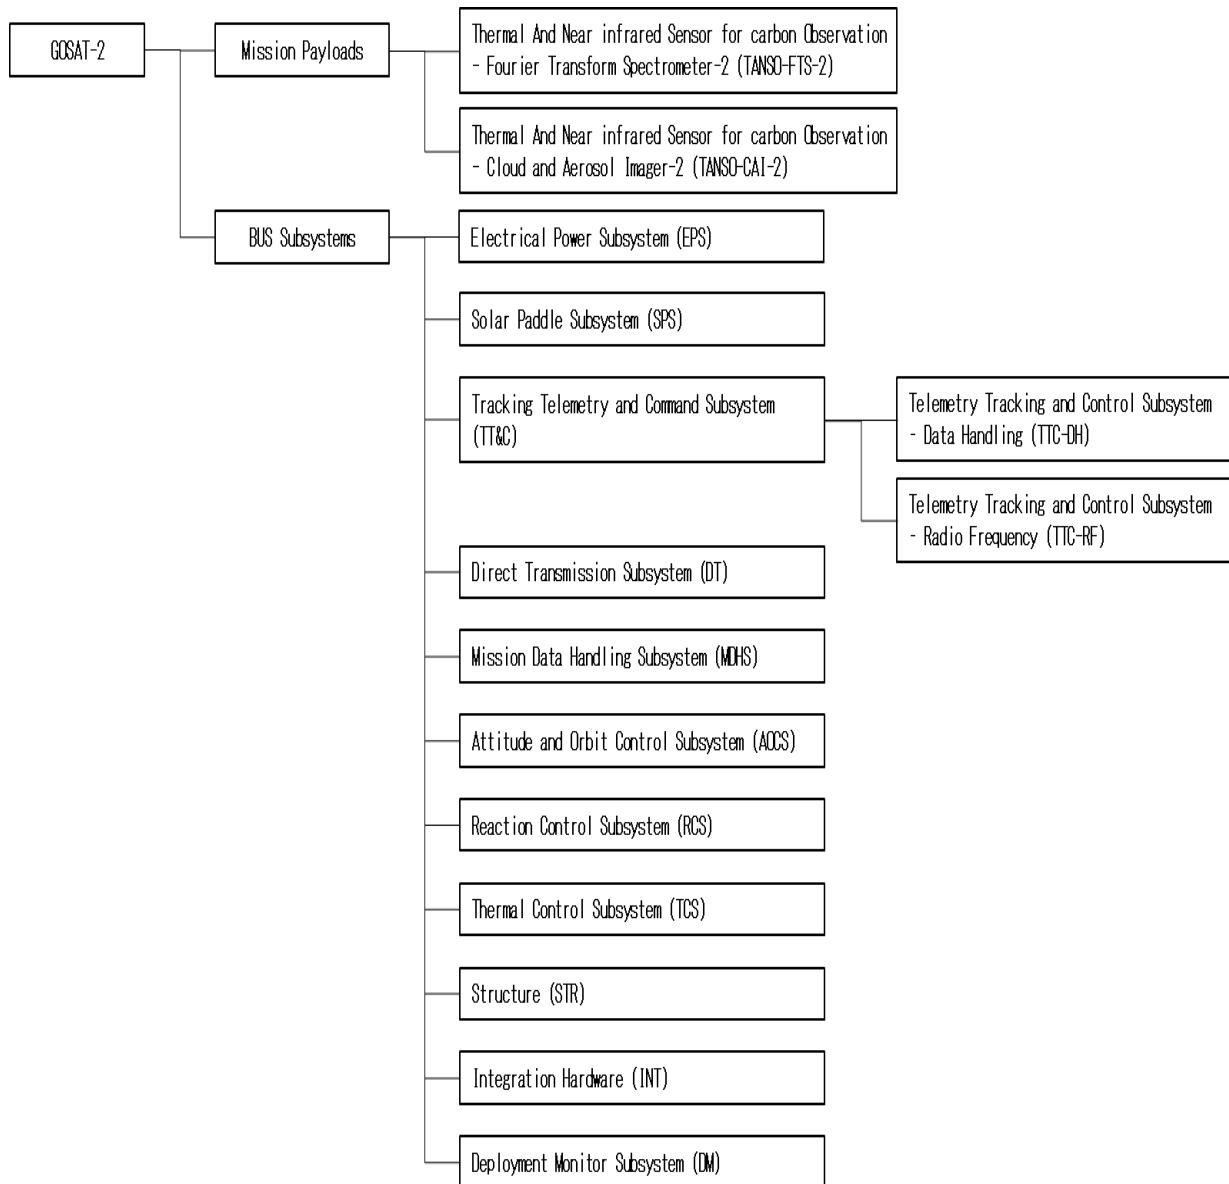 GOSAT-2
Mission Payloads
Thermal And Near infrared Sensor for carbon Observation
- Fourier Transform Spectrometer-2 (TANSO-FTS-2)
Thermal And Near infrared Sensor for carbon Observation
- Cloud and Aerosol Imager-2 (TANSO-CAI-2)
BUS Subsystems
Electrical Power Subsystem (EPS)
Solar Paddle Subsystem (SPS)
Tracking Telemetry and Command Subsystem
(TT&C)
Telemetry Tracking and Control Subsystem
- Data Handling (TTC-DH)
Telemetry Tracking and Control Subsystem
- Radio Frequency (TTC-RF)
Direct Transmission Subsystem (DT)
Mission Data Handling Subsystem (MDHS)
Attitude and Orbit Control Subsystem (AOCS)
Reaction Control Subsystem (RCS)
Thermal Control Subsystem (TCS)
Structure (STR)
Integration Hardware (INT)
Deployment Monitor Subsystem (DM)